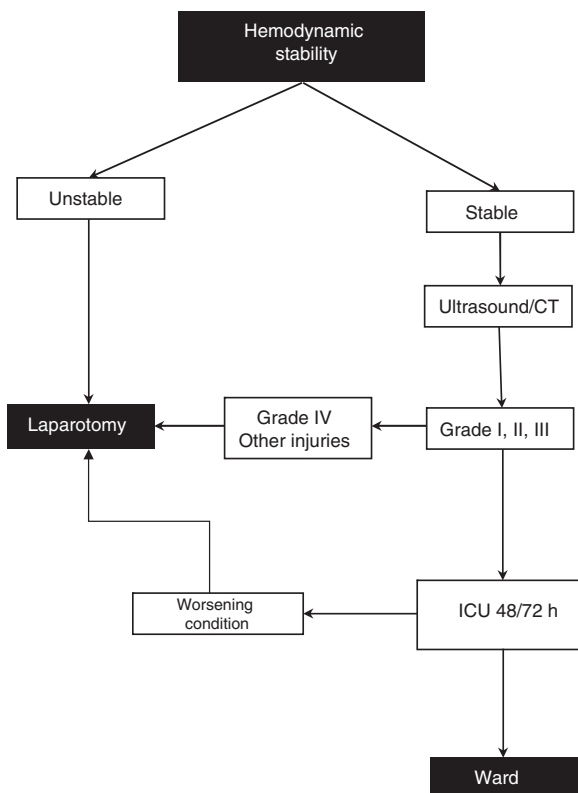 Hemodynamic
stability
Unstable
Stable
Ultrasound/CT
Laparotomy
Grade IV
Other injuries
Grade I, II, III
Worsening
condition
ICU 48/72 h
Ward